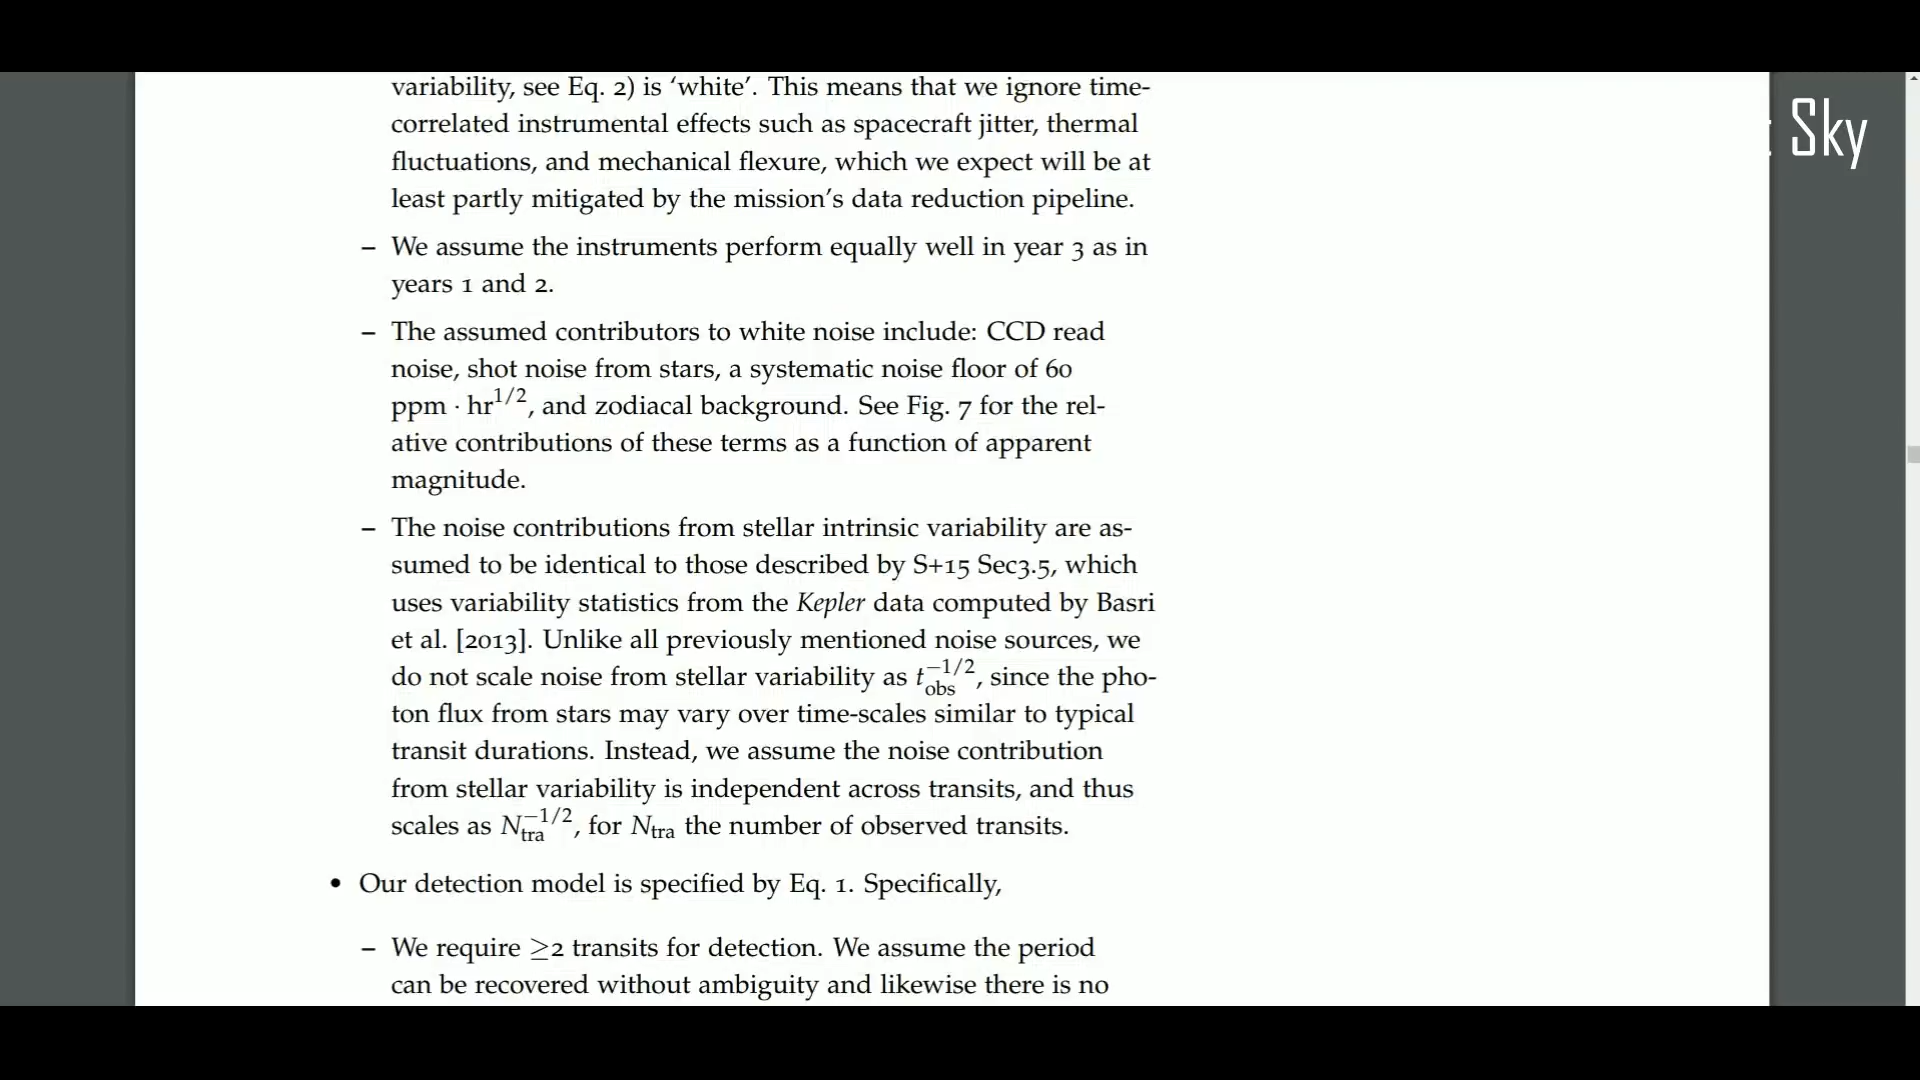 variability, see Eq. 2) is ‘white’. This means that we ignore time-
correlated instrumental effects such as spacecraft jitter, thermal
fluctuations, and mechanical flexure, which we expect will be at
least partly mitigated by the mission’s data reduction pipeline.
– We assume the instruments perform equally well in year 3 as in
years 1 and 2.
– The assumed contributors to white noise include: CCD read
noise, shot noise from stars, a systematic noise floor of 60
ppm · hr^{1/2}, and zodiacal background. See Fig. 7 for the rel-
ative contributions of these terms as a function of apparent
magnitude.
– The noise contributions from stellar intrinsic variability are as-
sumed to be identical to those described by S+15 Sec3.5, which
uses variability statistics from the Kepler data computed by Basri
et al. [2013]. Unlike all previously mentioned noise sources, we
do not scale noise from stellar variability as t_{obs}^{−1/2}, since the pho-
ton flux from stars may vary over time-scales similar to typical
transit durations. Instead, we assume the noise contribution
from stellar variability is independent across transits, and thus
scales as N_{tra}^{−1/2}, for N_{tra} the number of observed transits.
• Our detection model is specified by Eq. 1. Specifically,
– We require ≥2 transits for detection. We assume the period
can be recovered without ambiguity and likewise there is no
Sky